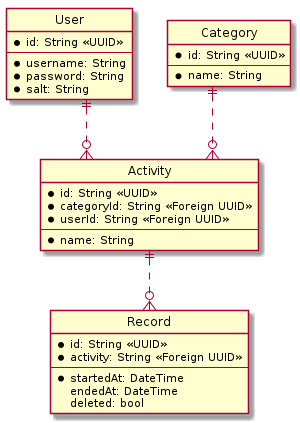 User
id: String «UUID»
username: String
password: String
salt: String
Category
id: String «UUID»
name: String
Activity
id: String «UUID»
categoryId: String «Foreign UUID»
userId: String «Foreign UUID»
name: String
Record
id: String «UUID»
activity: String «Foreign UUID»
startedAt: DateTime
endedAt: DateTime
deleted: bool